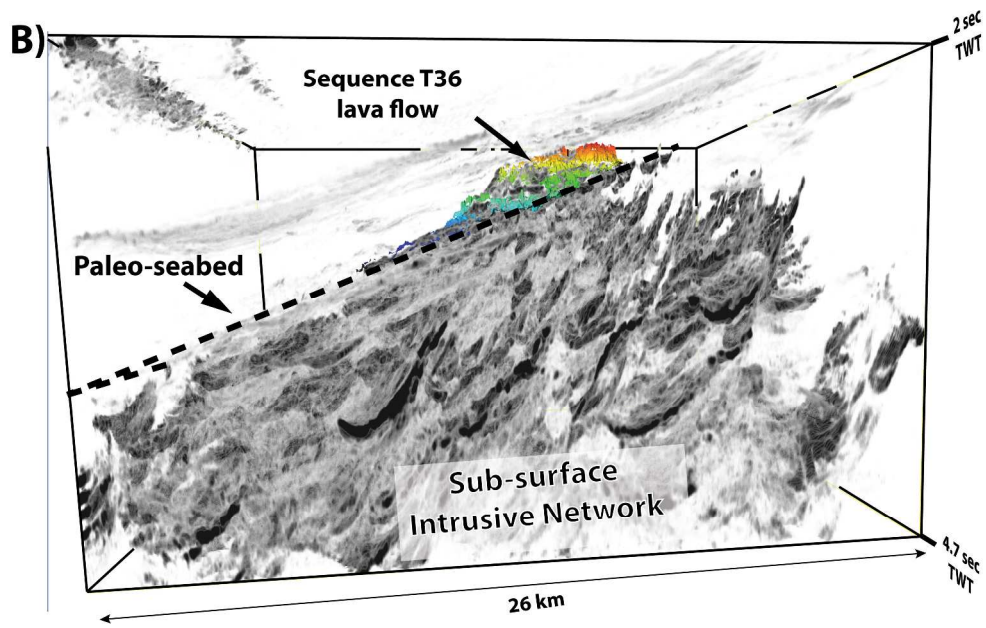 B)
2 sec
TWT
Sequence T36
lava flow
Paleo-seabed
Sub-surface
Intrusive Network
4.7 sec
TWT
26 km